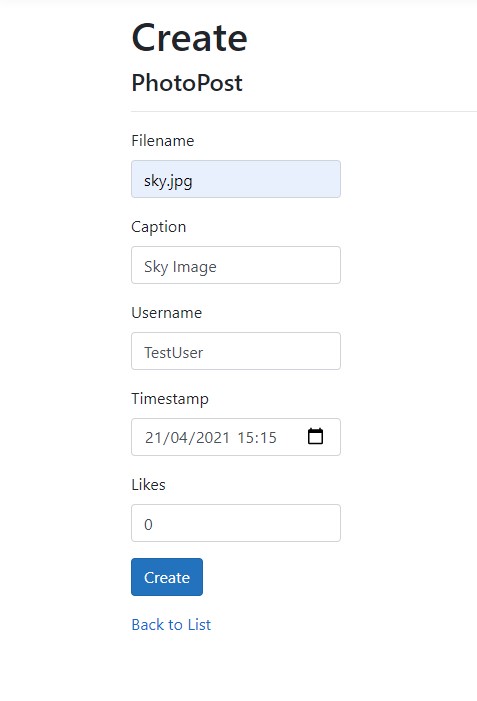 Create
PhotoPost
Filename
sky.jpg
Caption
Sky Image
Username
TestUser
Timestamp
21/04/2021 15:15
Likes
0
Create
Back to List